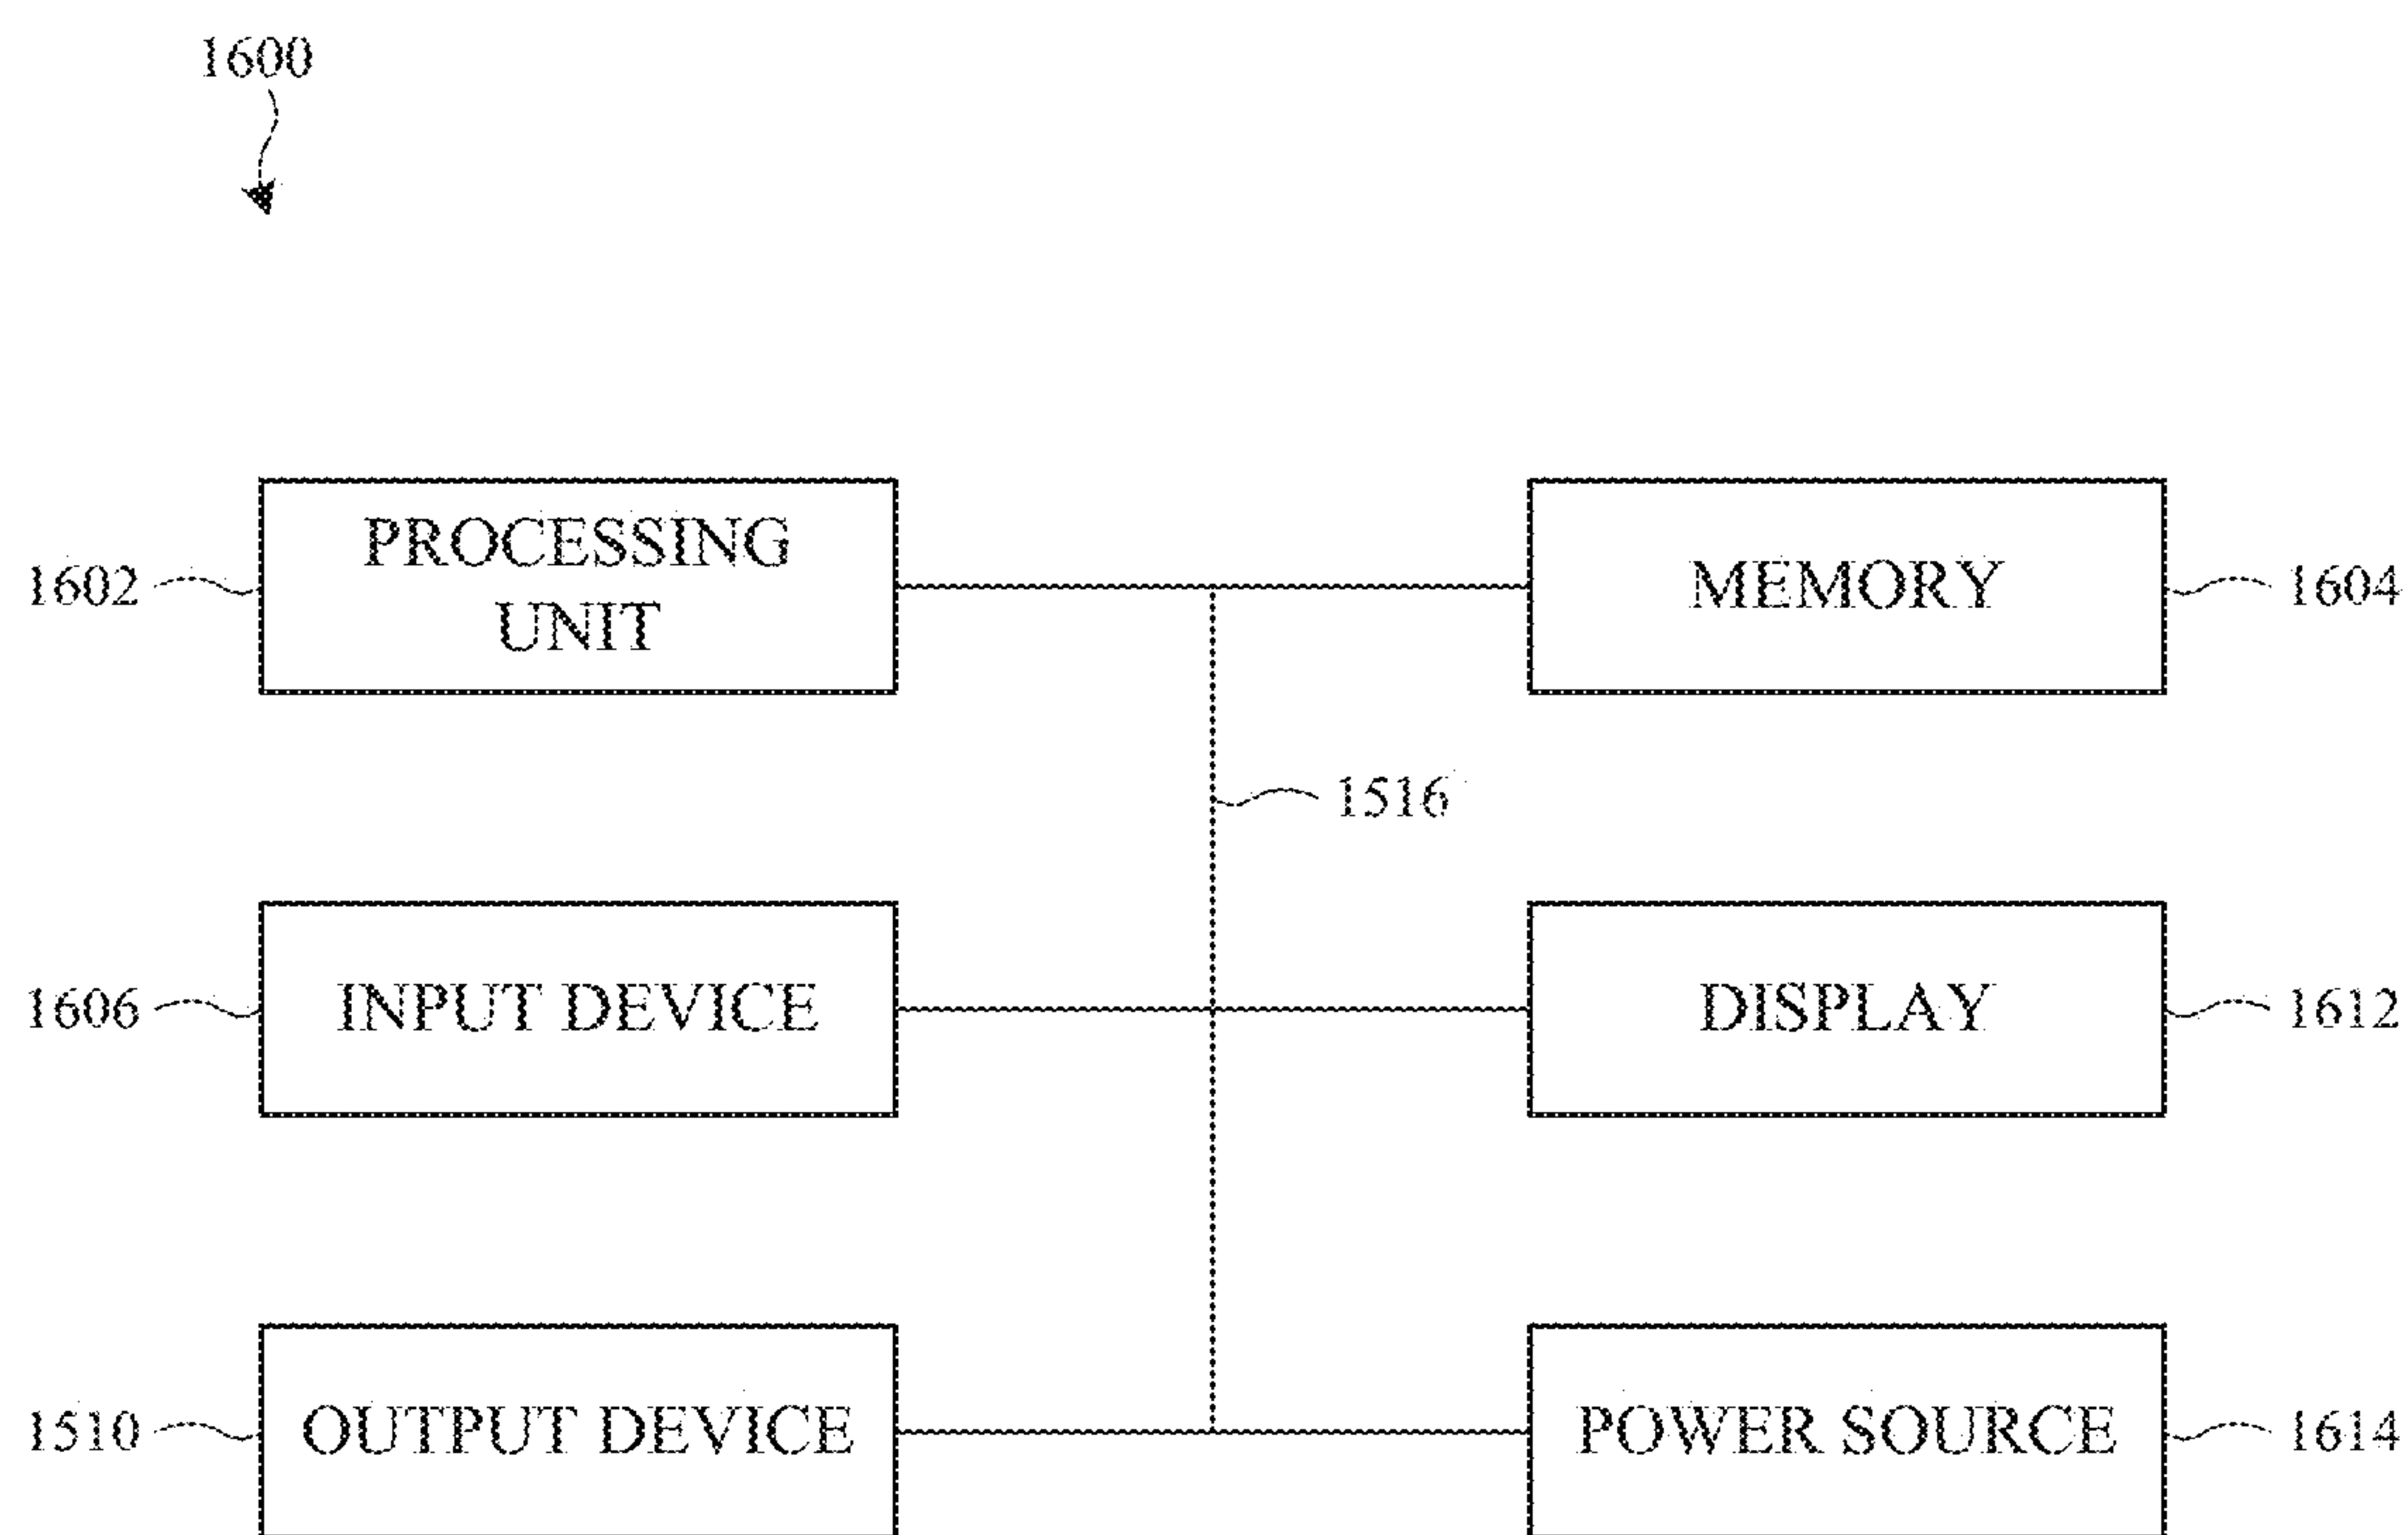 1600
PROCESSING
UNIT
1602
MEMORY
1604
1516
1606
INPUT DEVICE
DISPLAY
1612
1510
OUTPUT DEVICE
POWER SOURCE
1614